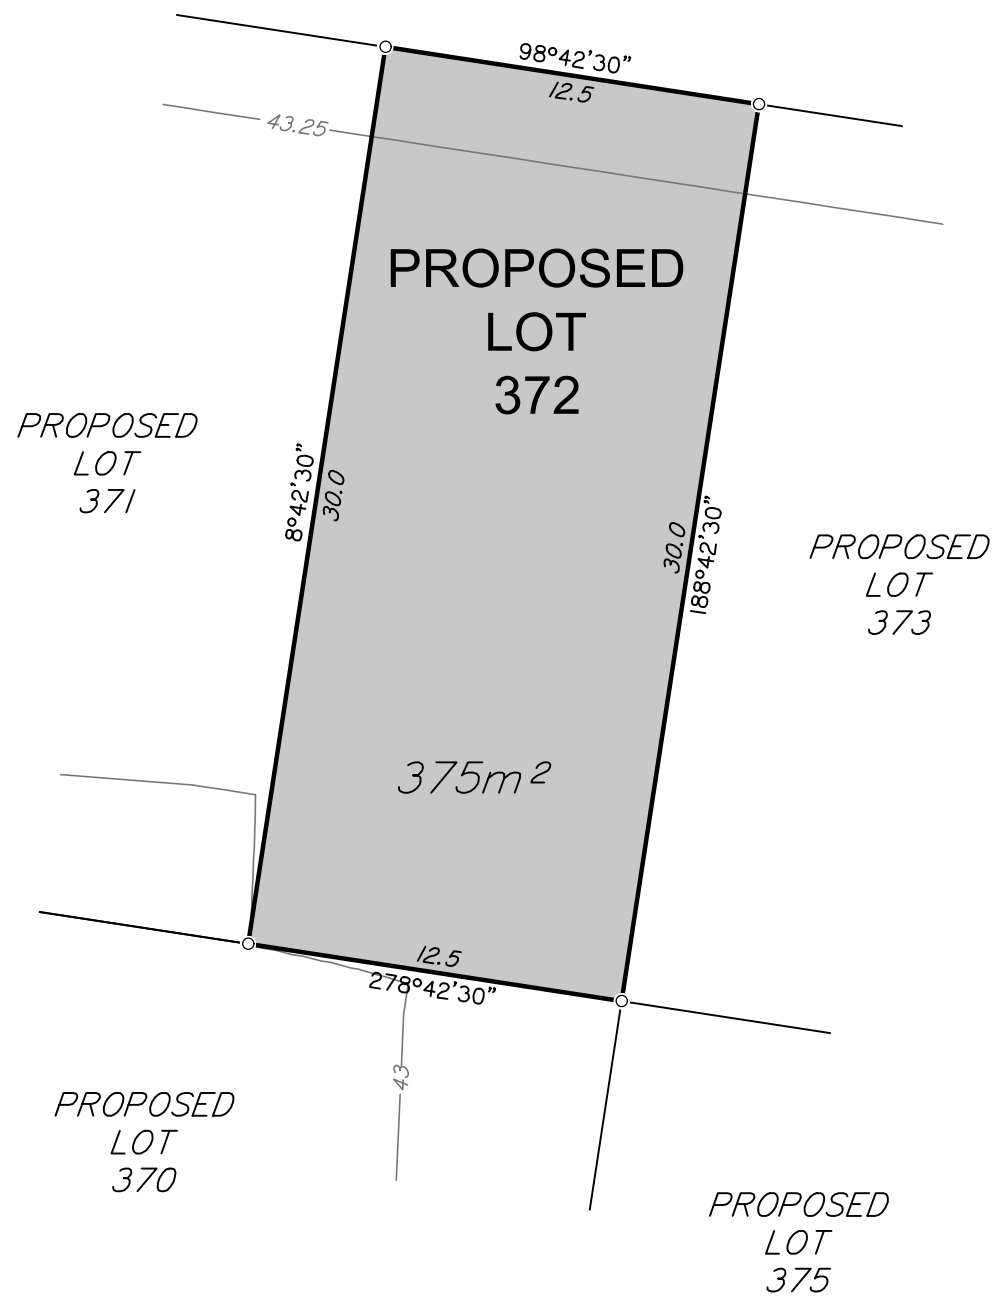 98°42'30"
12.5
43.25
PROPOSED
LOT
372
PROPOSED
LOT
371
8°42'30"
30.0
30.0
188°42'30"
PROPOSED
LOT
373
375m²
12.5
278°42'30"
43
PROPOSED
LOT
370
PROPOSED
LOT
375